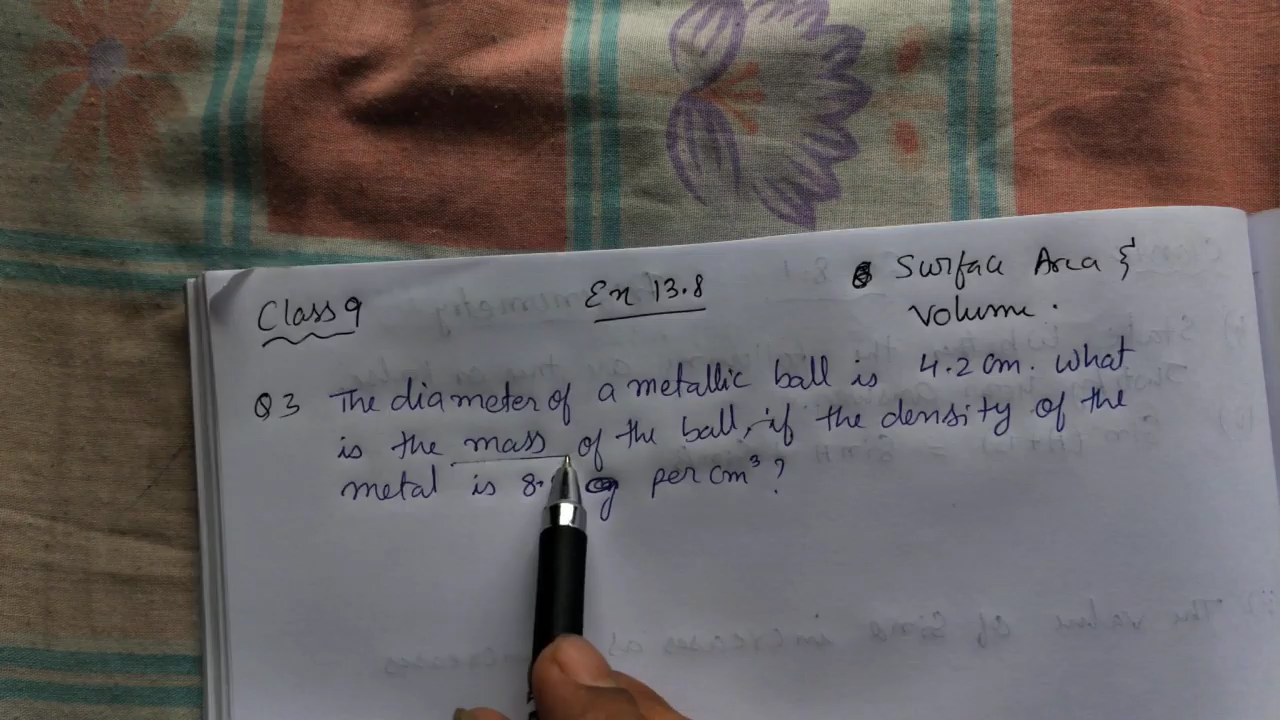 Class 9
Ex 13.8
Surface Area &
Volume.
Q3 The diameter of a metallic ball is 4.2 cm. What
is the mass of the ball, if the density of the
metal is 8. g per cm³?